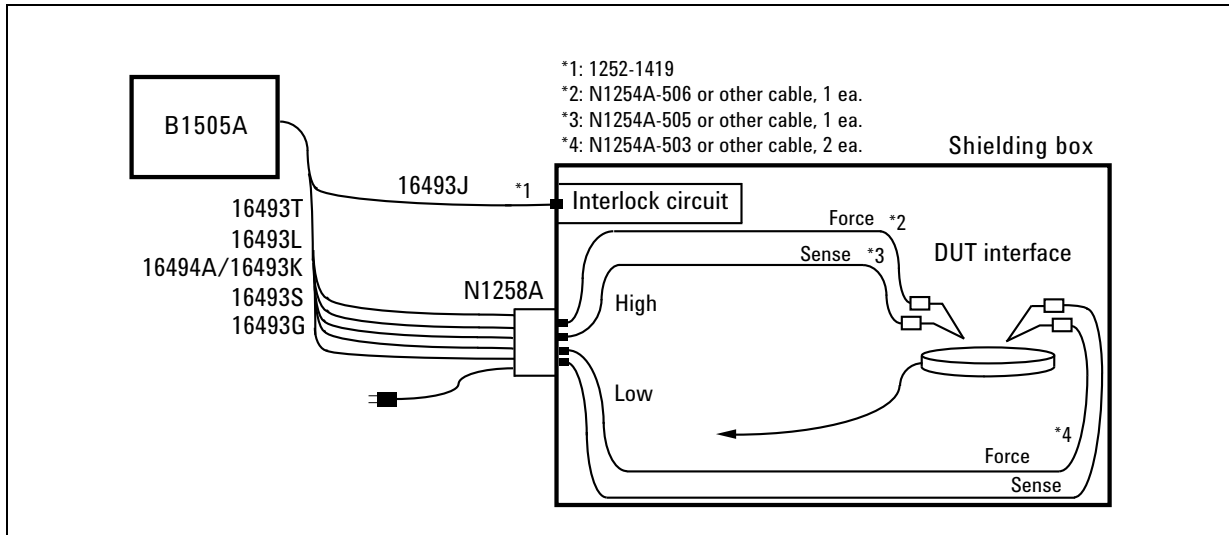 *1: 1252-1419
*2: N1254A-506 or other cable, 1 ea.
*3: N1254A-505 or other cable, 1 ea.
*4: N1254A-503 or other cable, 2 ea.
B1505A
Shielding box
16493J
*1
Interlock circuit
16493T
16493L
16494A/16493K
16493S
16493G
N1258A
Force *2
Sense *3
DUT interface
High
Low
*4
Force
Sense